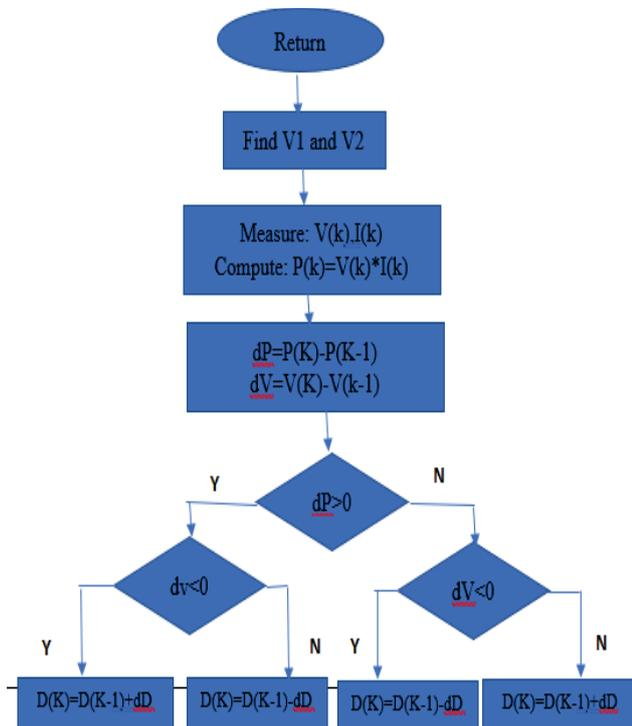 Return
Find V1 and V2
Measure: V(k),I(k)
Compute: P(k)=V(k)*I(k)
dP=P(K)-P(K-1)
dV=V(K)-V(k-1)
Y
N
dP>0
dv<0
dV<0
Y
N
Y
N
D(K)=D(K-1)+dD
D(K)=D(K-1)-dD
D(K)=D(K-1)-dD
D(K)=D(K-1)+dD